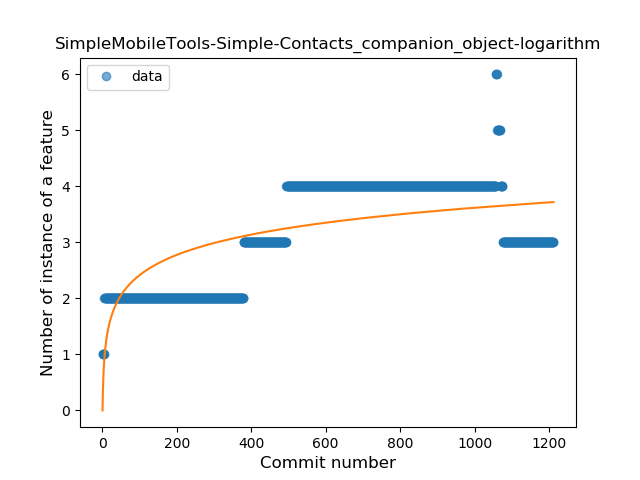 SimpleMobileTools-Simple-Contacts_companion_object-logarithm
data
Number of instance of a feature
6
5
4
3
2
1
0
0 200 400 600 800 1000 1200
Commit number